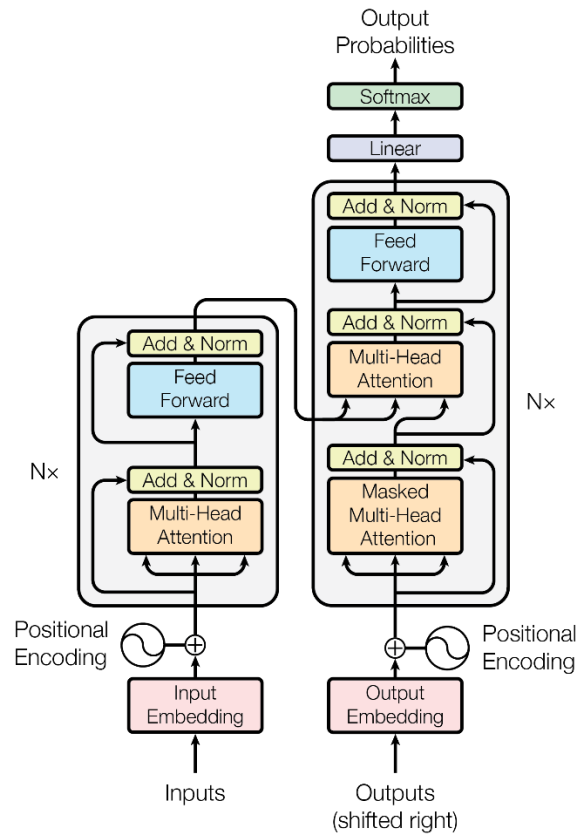 Output
Probabilities
Softmax
Linear
Add & Norm
Feed
Forward
Add & Norm
Multi-Head
Attention
Add & Norm
Masked
Multi-Head
Attention
N×
Add & Norm
Feed
Forward
N×
Add & Norm
Multi-Head
Attention
Positional
Encoding
Positional
Encoding
Input
Embedding
Output
Embedding
Inputs
Outputs
(shifted right)